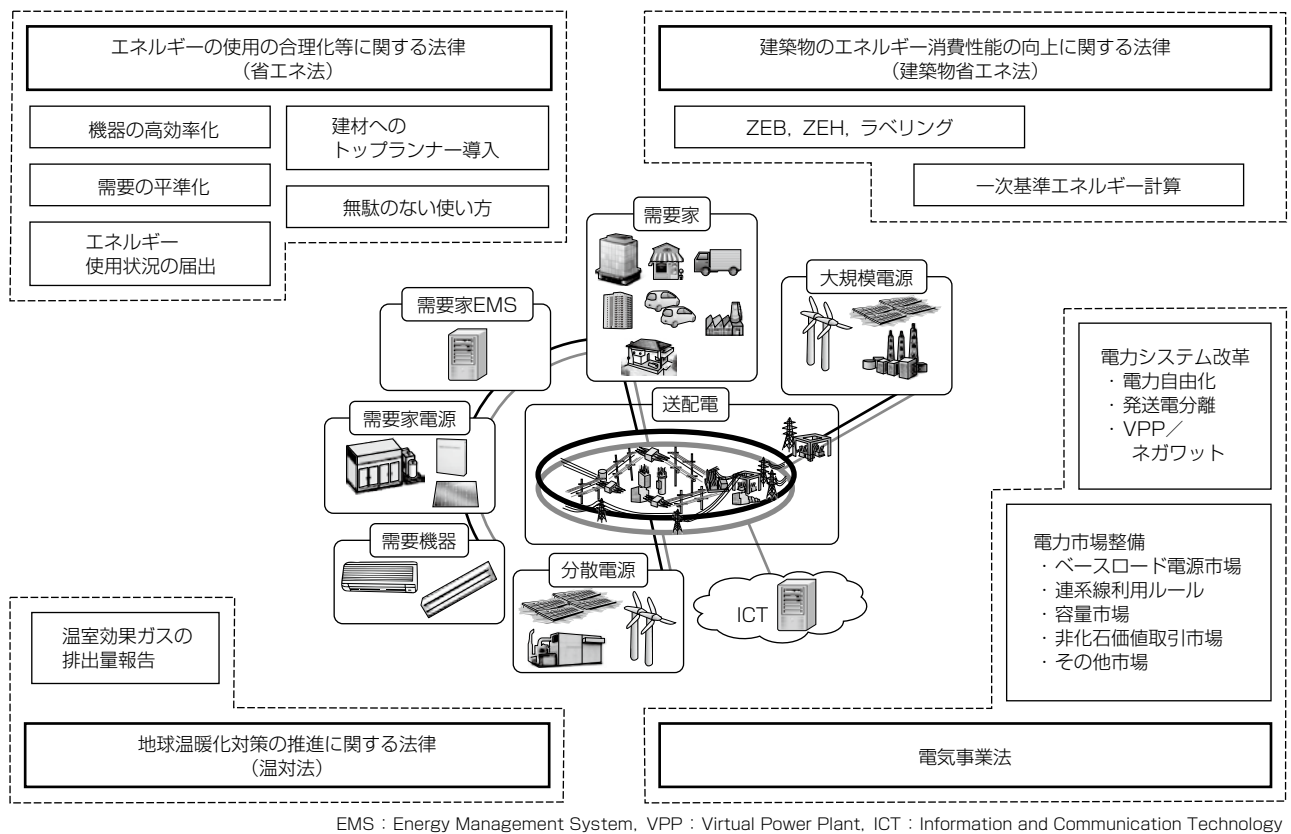 エネルギーの使用の合理化等に関する法律
（省エネ法）
機器の高効率化
建材への
トップランナー導入
需要の平準化
無駄のない使い方
エネルギー
使用状況の届出
建築物のエネルギー消費性能の向上に関する法律
（建築物省エネ法）
ZEB，ZEH，ラベリング
一次基準エネルギー計算
需要家
大規模電源
需要家EMS
送配電
需要家電源
需要機器
分散電源
ICT
電力システム改革
・電力自由化
・発送電分離
・VPP／
ネガワット
電力市場整備
・ベースロード電源市場
・連系線利用ルール
・容量市場
・非化石価値取引市場
・その他市場
電気事業法
温室効果ガスの
排出量報告
地球温暖化対策の推進に関する法律
（温対法）
EMS：Energy Management System，VPP：Virtual Power Plant，ICT：Information and Communication Technology